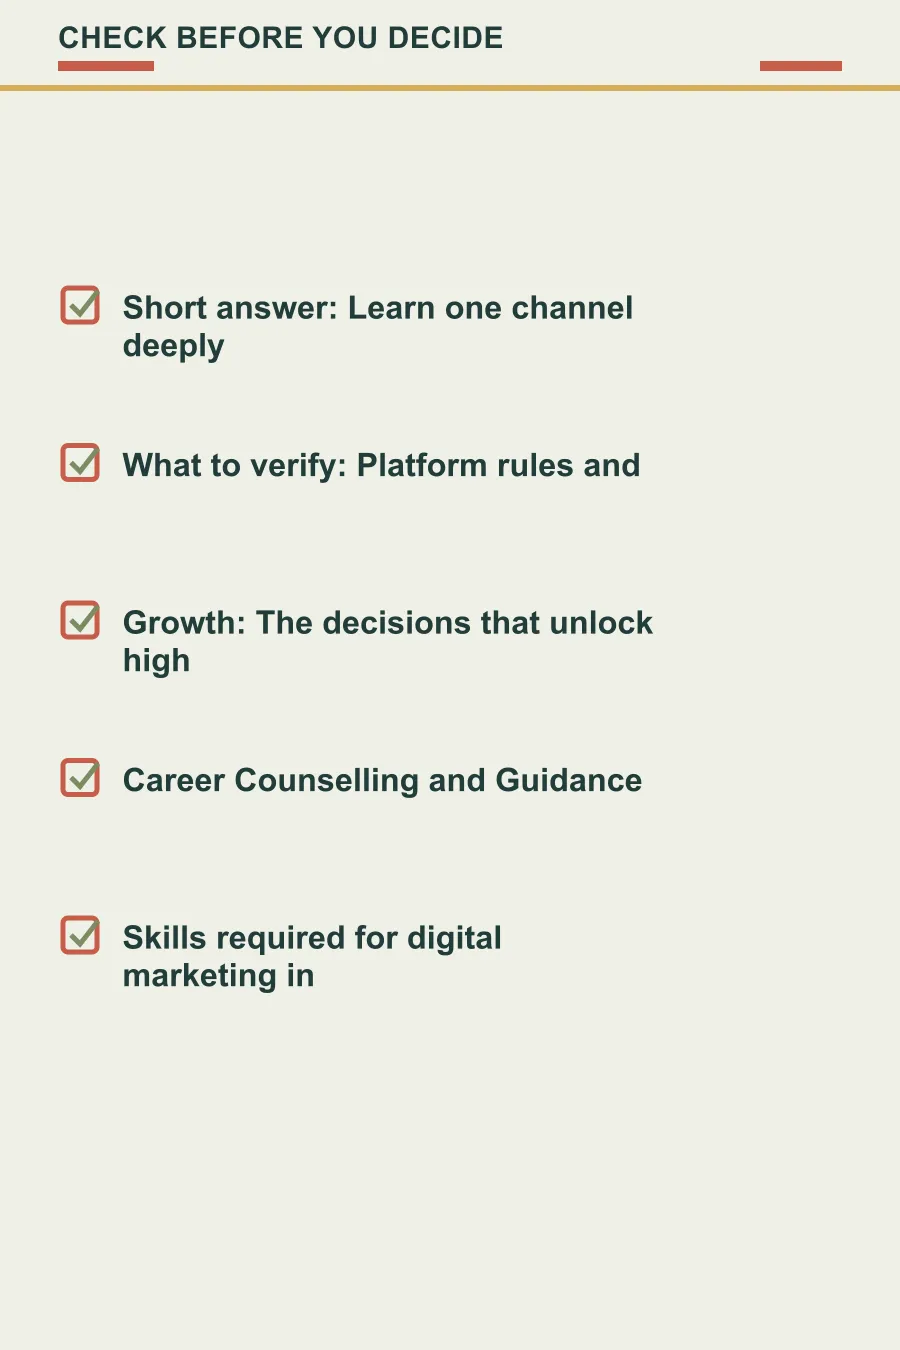 CHECK BEFORE YOU DECIDE
Short answer: Learn one channel
deeply
What to verify: Platform rules and
Growth: The decisions that unlock
high
Career Counselling and Guidance
Skills required for digital
marketing in